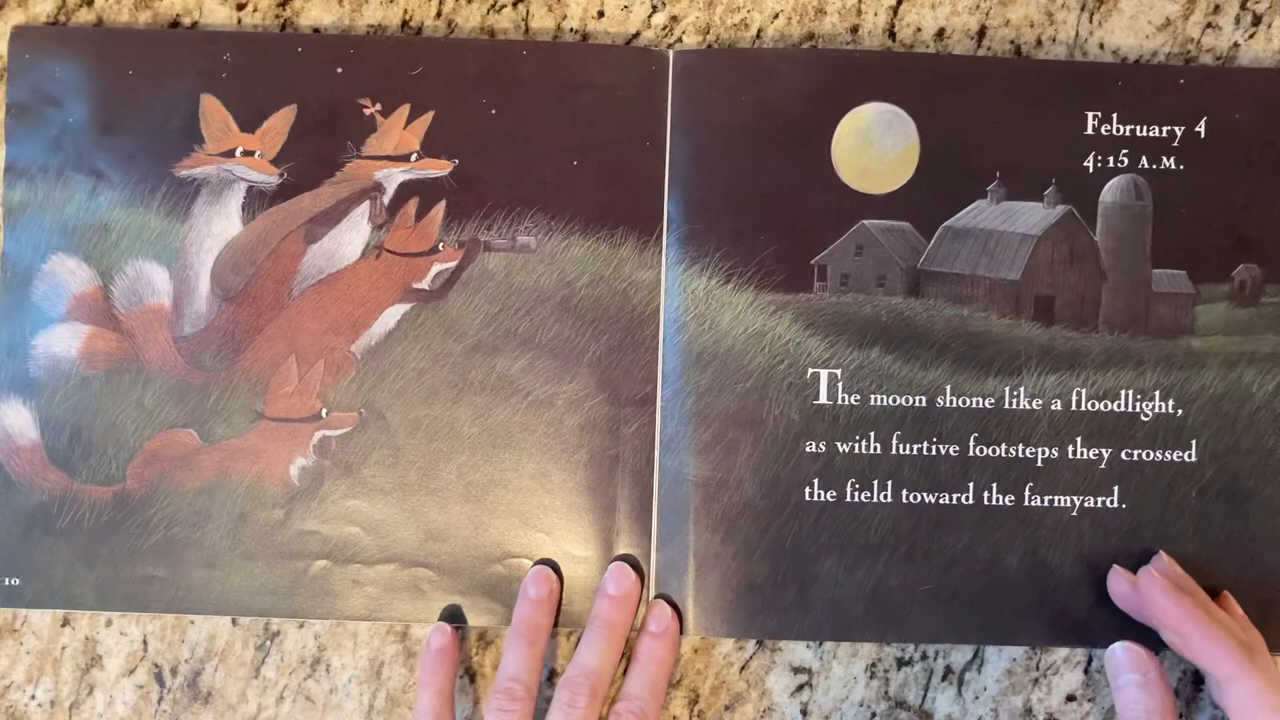 10
February 4
4:15 A.M.
The moon shone like a floodlight,
as with furtive footsteps they crossed
the field toward the farmyard.